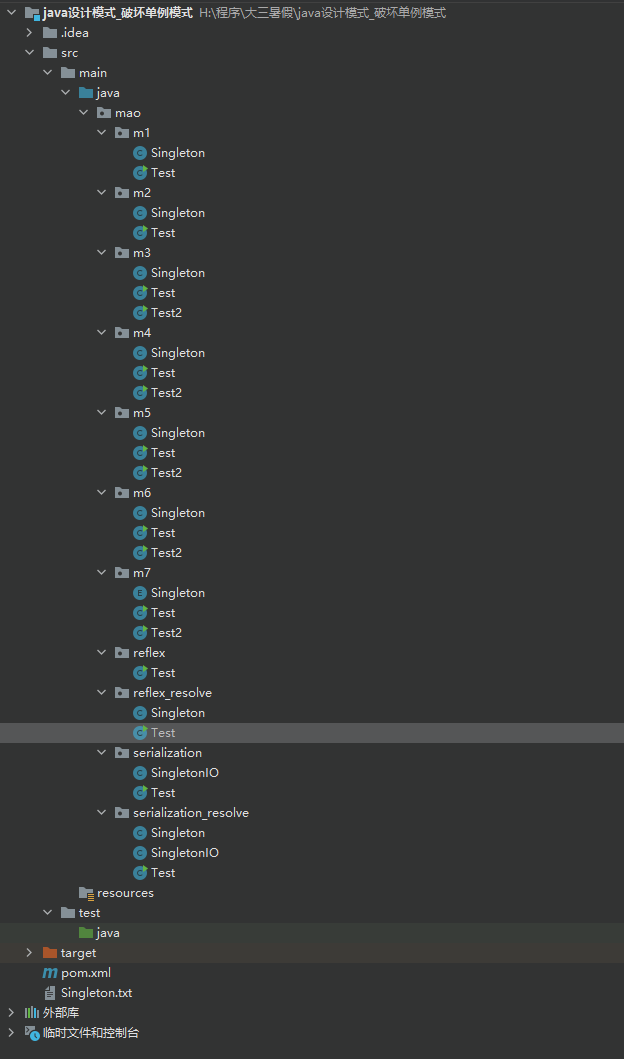 java设计模式_破坏单例模式 H:\程序\大三暑假\java设计模式_破坏单例模式
.idea
src
main
java
mao
m1
Singleton
Test
m2
Singleton
Test
m3
Singleton
Test
Test2
m4
Singleton
Test
Test2
m5
Singleton
Test
Test2
m6
Singleton
Test
Test2
m7
Singleton
Test
Test2
reflex
Test
reflex_resolve
Singleton
Test
serialization
SingletonIO
Test
serialization_resolve
Singleton
SingletonIO
Test
resources
test
java
target
pom.xml
Singleton.txt
外部库
临时文件和控制台